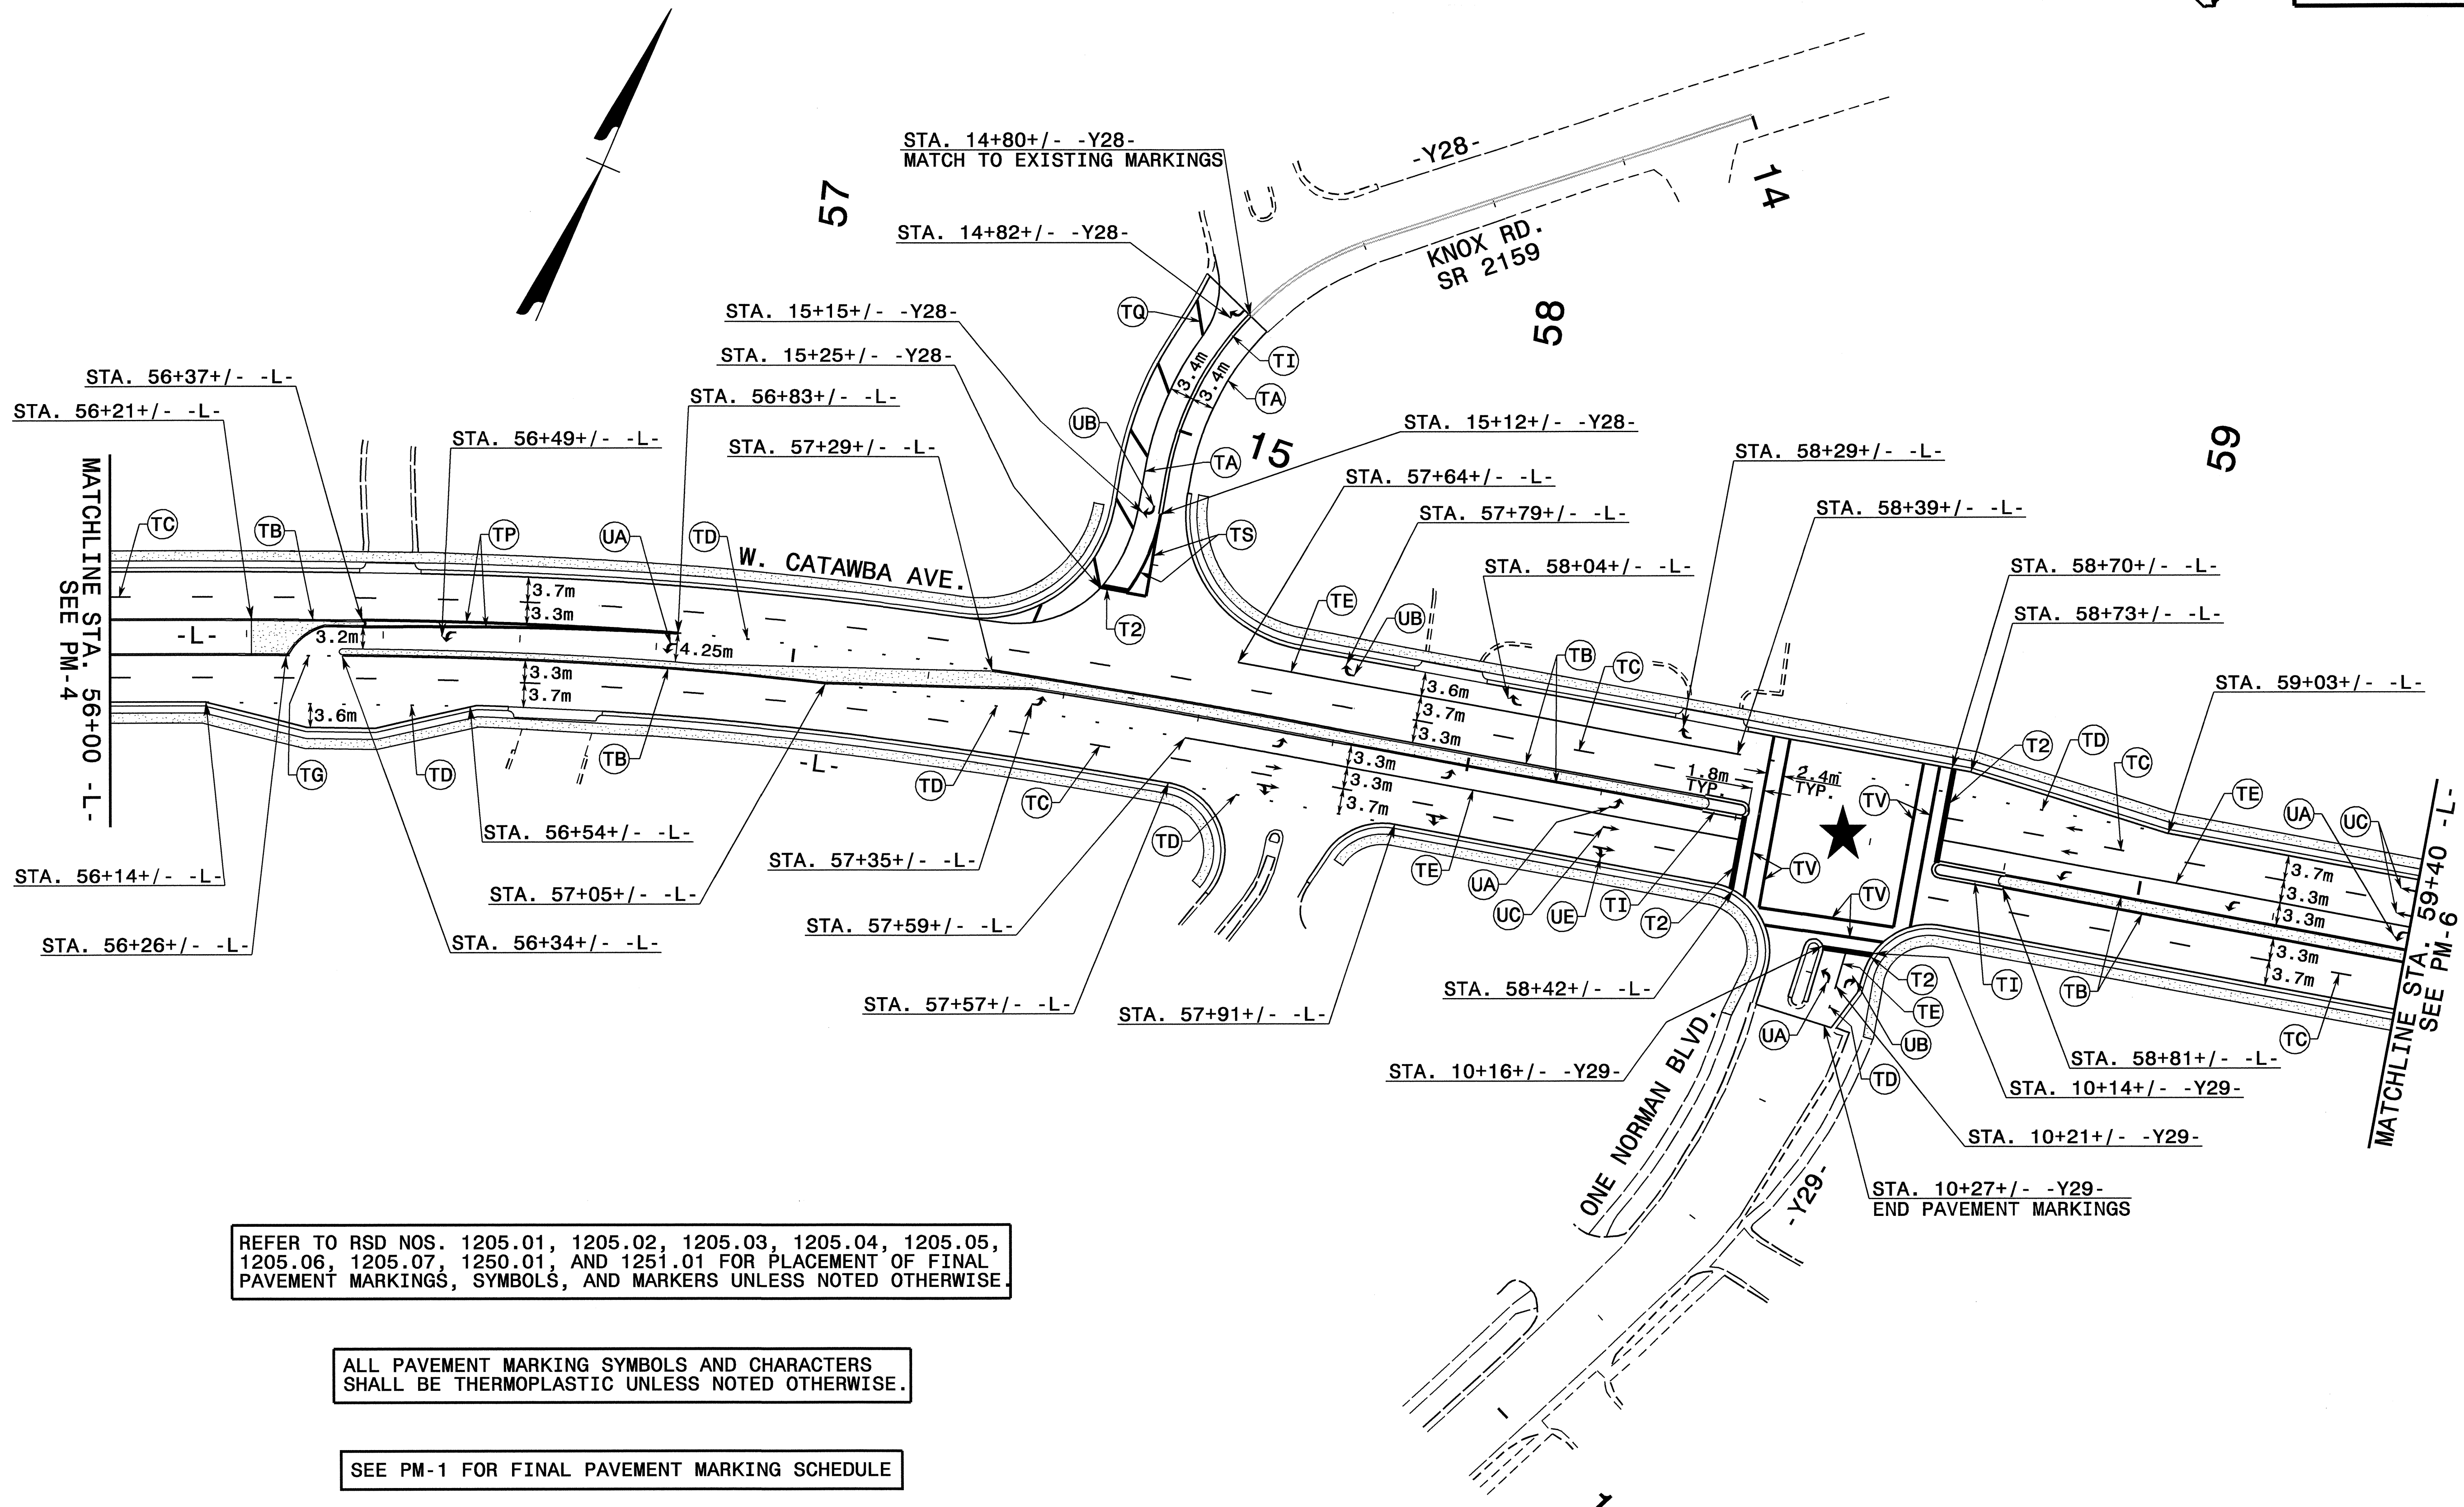 -Y28-
STA. 14+80+/- -Y28-
MATCH TO EXISTING MARKINGS
14
57
STA. 14+82+/- -Y28-
KNOX RD.
SR 2159
58
TQ
STA. 15+15+/- -Y28-
STA. 15+25+/- -Y28-
TI
3.4m
3.4m
TA
STA. 56+37+/- -L-
STA. 56+21+/- -L-
STA. 56+83+/- -L-
STA. 56+49+/- -L-
STA. 57+29+/- -L-
UB
TA
15
STA. 15+12+/- -Y28-
STA. 57+64+/- -L-
STA. 57+79+/- -L-
STA. 58+29+/- -L-
STA. 58+39+/- -L-
59
MATCHLINE STA. 56+00 -L-
SEE PM-4
TC
TB
TP
UA
TD
W. CATAWBA AVE.
TS
T2
STA. 58+04+/- -L-
STA. 58+70+/- -L-
STA. 58+73+/- -L-
STA. 59+03+/- -L-
TE
UB
TB
TC
3.7m
3.3m
-L-
3.2m
4.25m
3.3m
3.7m
3.6m
3.6m
3.7m
3.3m
3.3m
3.3m
3.7m
1.8m
TYP.
2.4m
TYP.
T2
TD
TC
TE
UA
UC
TV
TG
TD
TB
-L-
TD
TC
TD
TE
UA
UC
UE
TI
T2
TV
TV
3.7m
3.3m
3.3m
3.3m
3.7m
MATCHLINE STA. 59+40 -L-
SEE PM-6
STA. 56+14+/- -L-
STA. 56+54+/- -L-
STA. 57+35+/- -L-
STA. 57+05+/- -L-
STA. 57+59+/- -L-
STA. 56+26+/- -L-
STA. 56+34+/- -L-
STA. 57+57+/- -L-
STA. 57+91+/- -L-
STA. 58+42+/- -L-
STA. 10+16+/- -Y29-
T2
TE
UB
UA
TD
TI
TB
TC
STA. 58+81+/- -L-
STA. 10+14+/- -Y29-
STA. 10+21+/- -Y29-
STA. 10+27+/- -Y29-
END PAVEMENT MARKINGS
ONE NORMAN BLVD.
-Y29-
REFER TO RSD NOS. 1205.01, 1205.02, 1205.03, 1205.04, 1205.05,
1205.06, 1205.07, 1250.01, AND 1251.01 FOR PLACEMENT OF FINAL
PAVEMENT MARKINGS, SYMBOLS, AND MARKERS UNLESS NOTED OTHERWISE.
ALL PAVEMENT MARKING SYMBOLS AND CHARACTERS
SHALL BE THERMOPLASTIC UNLESS NOTED OTHERWISE.
SEE PM-1 FOR FINAL PAVEMENT MARKING SCHEDULE